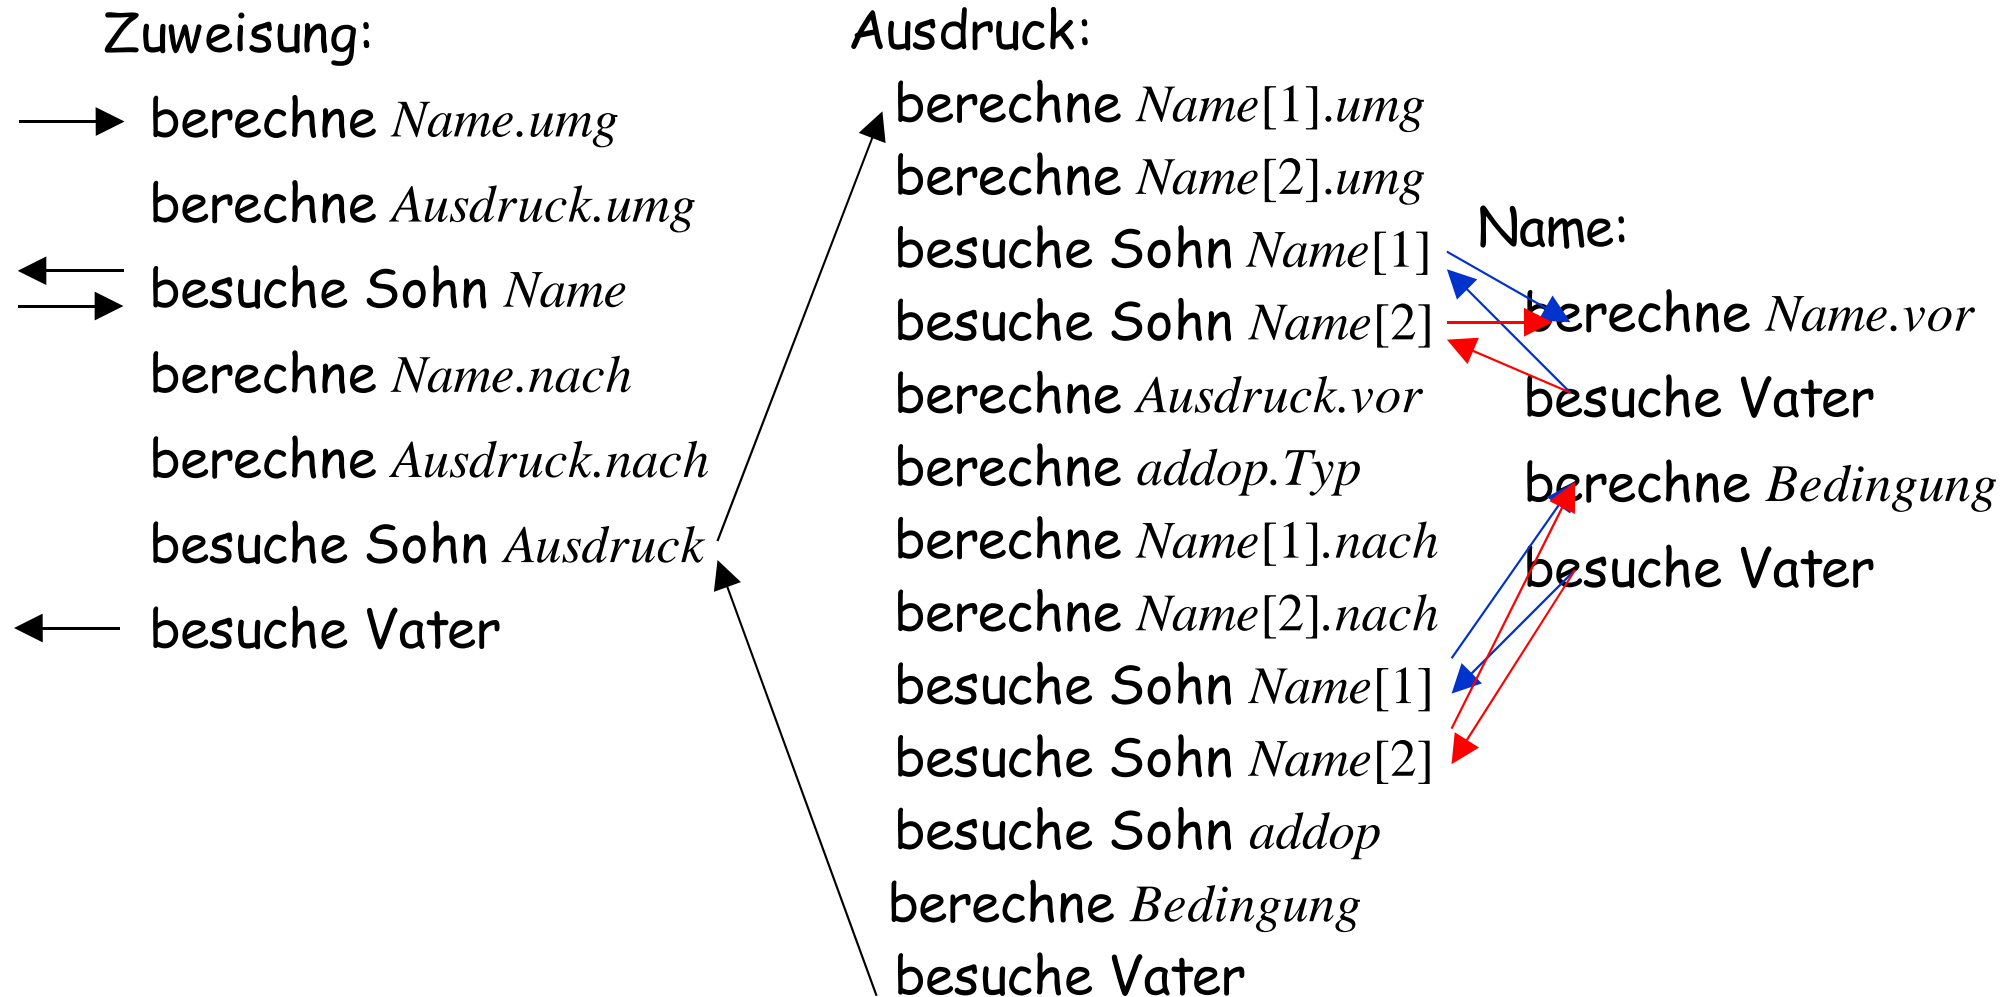 Zuweisung:
berechne Name.umg
berechne Ausdruck.umg
besuche Sohn Name
berechne Name.nach
berechne Ausdruck.nach
besuche Sohn Ausdruck
besuche Vater
Ausdruck:
berechne Name[1].umg
berechne Name[2].umg
besuche Sohn Name[1]
besuche Sohn Name[2]
berechne Ausdruck.vor
berechne addop.Typ
berechne Name[1].nach
berechne Name[2].nach
besuche Sohn Name[1]
besuche Sohn Name[2]
besuche Sohn addop
berechne Bedingung
besuche Vater
Name:
berechne Name.vor
besuche Vater
berechne Bedingung
besuche Vater